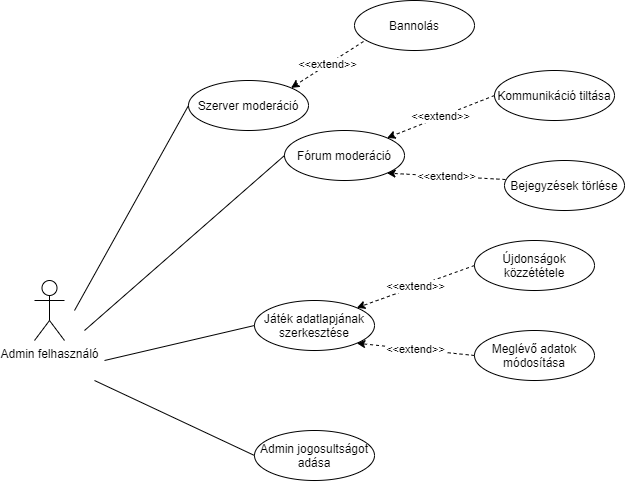 Bannolás
<<extend>>
Szerver moderáció
Kommunikáció tiltása
<<extend>>
Fórum moderáció
<<extend>>
Bejegyzések törlése
Újdonságok
közzététele
<<extend>>
Játék adatlapjának
szerkesztése
<<extend>>
Meglévő adatok
módosítása
Admin felhasználó
Admin jogosultságot
adása